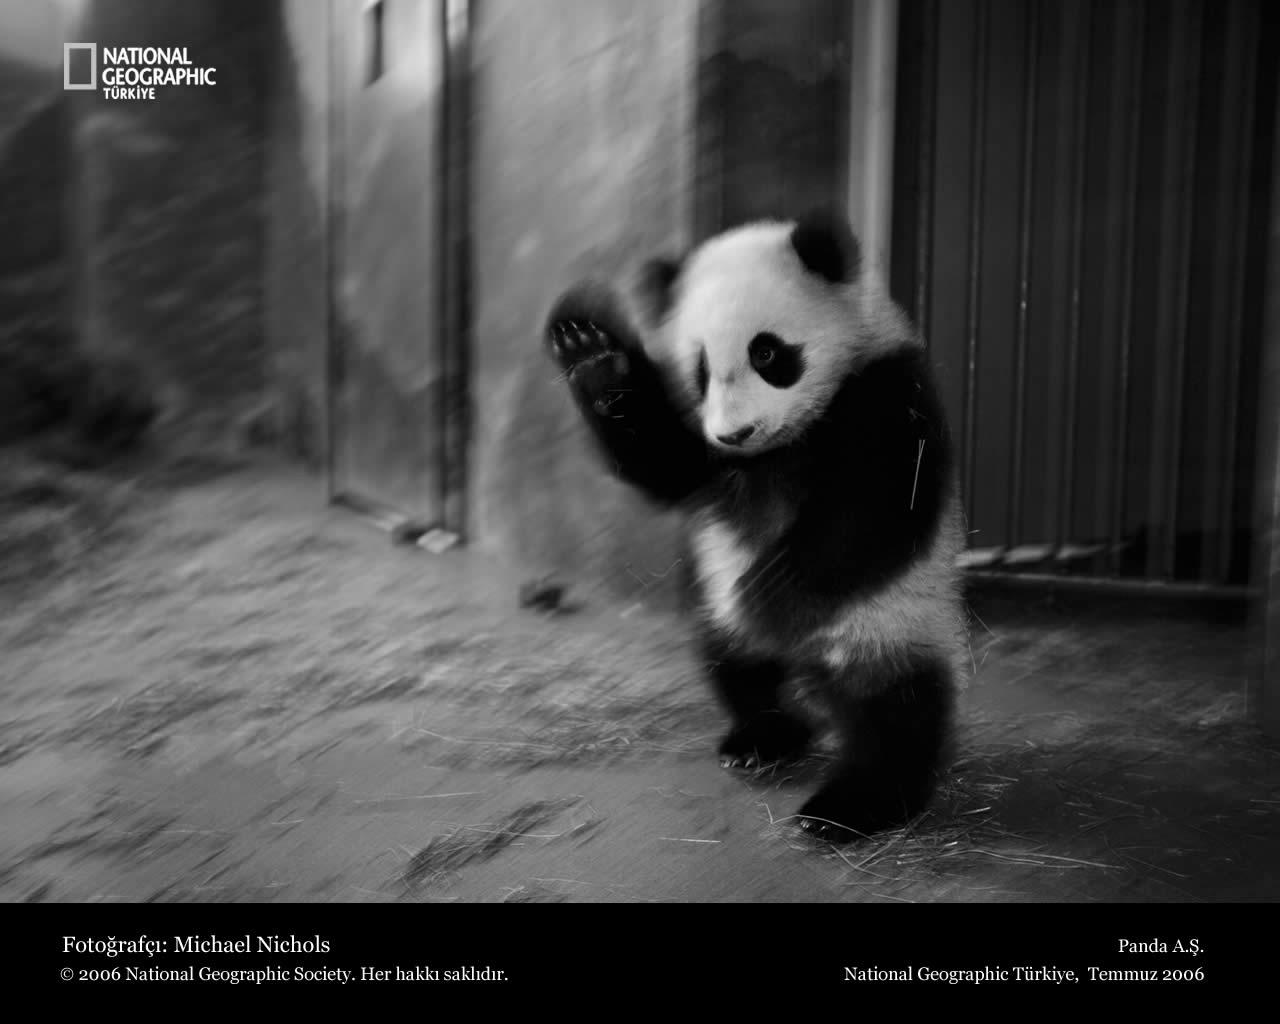 NATIONAL
GEOGRAPHIC
TÜRKİYE
Fotoğrafçı: Michael Nichols
© 2006 National Geographic Society. Her hakkı saklıdır.
Panda A.Ş.
National Geographic Türkiye, Temmuz 2006